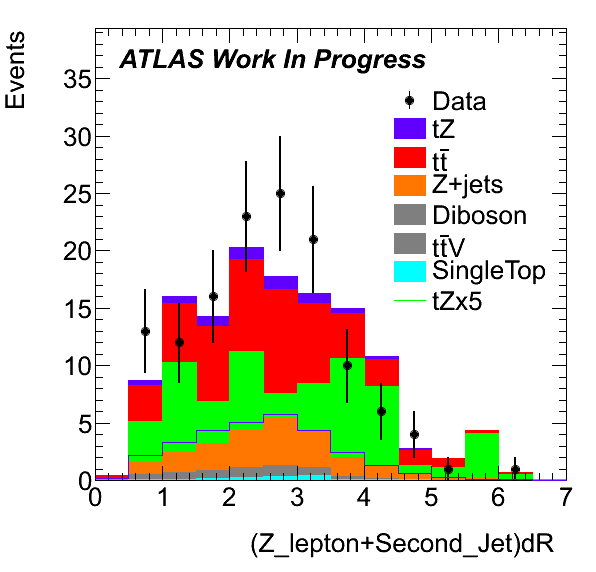 Events
ATLAS Work In Progress
35
30
25
20
15
10
5
0
Data
tZ
tt̄
Z+jets
Diboson
tt̄V
SingleTop
tZx5
0 1 2 3 4 5 6 7
(Z_lepton+Second_Jet)dR